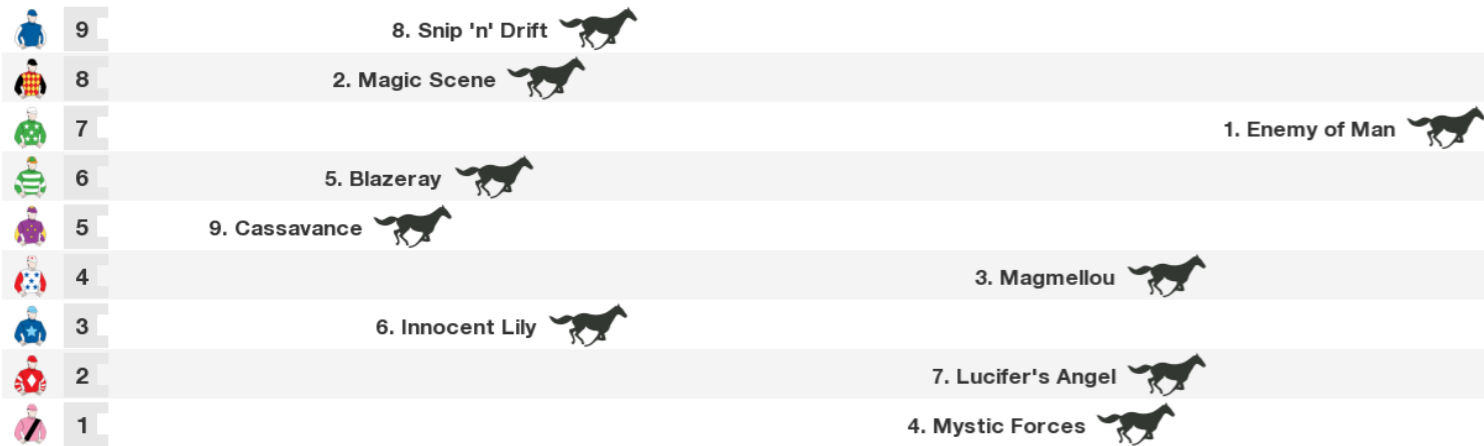 9 8. Snip 'n' Drift
8 2. Magic Scene
7 1. Enemy of Man
6 5. Blazeray
5 9. Cassavance
4 3. Magmellou
3 6. Innocent Lily
2 7. Lucifer's Angel
1 4. Mystic Forces